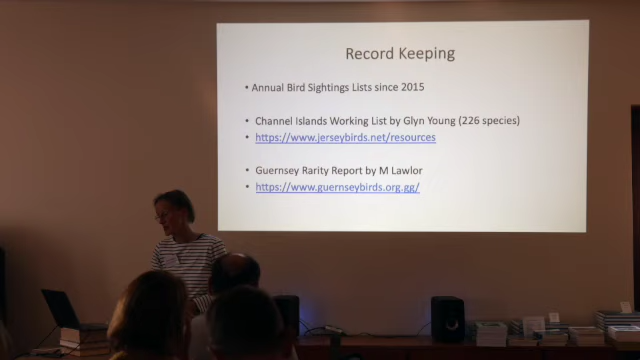 Record Keeping
• Annual Bird Sightings Lists since 2015
• Channel Islands Working List by Glyn Young (226 species)
• https://www.jerseybirds.net/resources
• Guernsey Rarity Report by M Lawlor
• https://www.guernseybirds.org.gg/